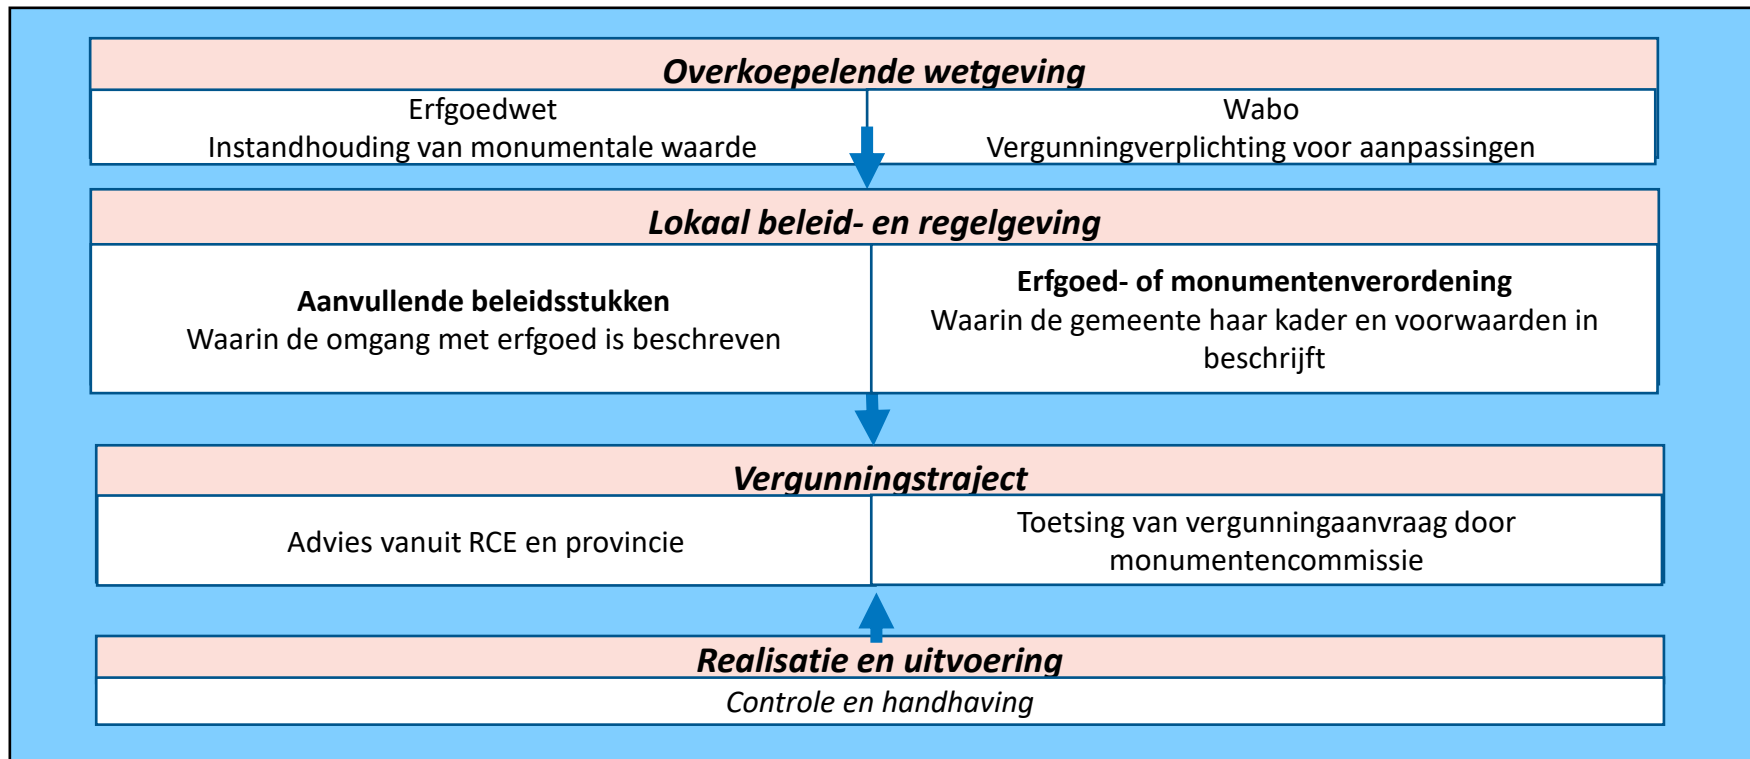 Overkoepelende wetgeving
Erfgoedwet
Instandhouding van monumentale waarde
Wabo
Vergunningverplichting voor aanpassingen
Lokaal beleid- en regelgeving
Aanvullende beleidsstukken
Waarin de omgang met erfgoed is beschreven
Erfgoed- of monumentenverordening
Waarin de gemeente haar kader en voorwaarden in
beschrijft
Vergunningstraject
Advies vanuit RCE en provincie
Toetsing van vergunningaanvraag door
monumentencommissie
Realisatie en uitvoering
Controle en handhaving